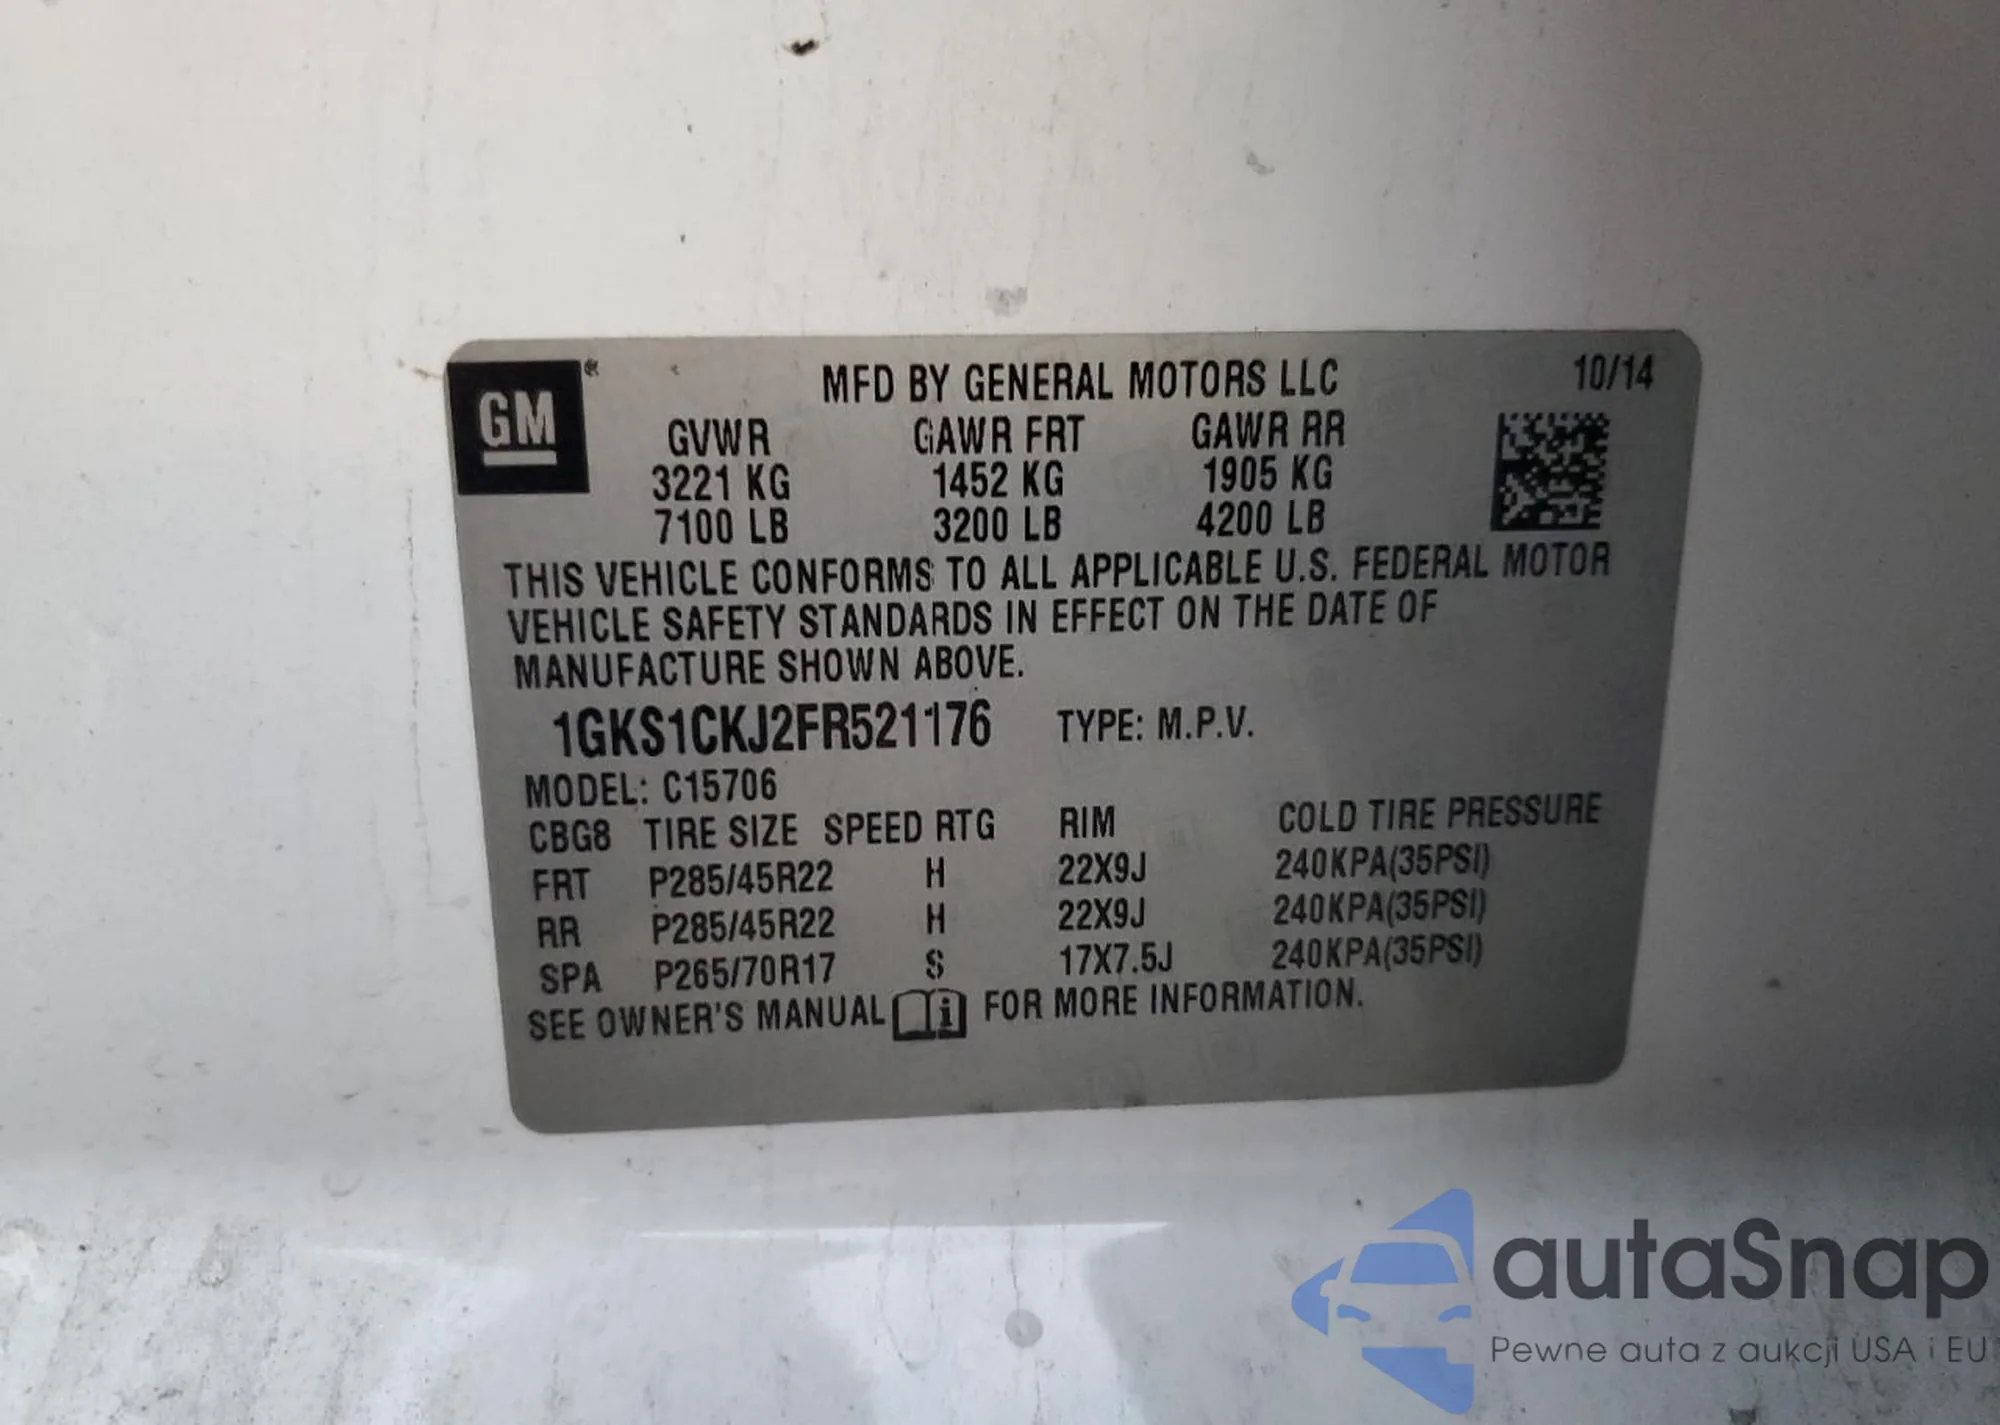 GM ®
MFD BY GENERAL MOTORS LLC 10/14
GVWR GAWR FRT GAWR RR
3221 KG 1452 KG 1905 KG
7100 LB 3200 LB 4200 LB
THIS VEHICLE CONFORMS TO ALL APPLICABLE U.S. FEDERAL MOTOR
VEHICLE SAFETY STANDARDS IN EFFECT ON THE DATE OF
MANUFACTURE SHOWN ABOVE.
1GKS1CKJ2FR521176 TYPE: M.P.V.
MODEL: C15706
CBG8 TIRE SIZE SPEED RTG RIM COLD TIRE PRESSURE
FRT P285/45R22 H 22X9J 240KPA(35PSI)
RR P285/45R22 H 22X9J 240KPA(35PSI)
SPA P265/70R17 S 17X7.5J 240KPA(35PSI)
SEE OWNER'S MANUAL i FOR MORE INFORMATION.
autaSnap
Pewne auta z aukcji USA i EU